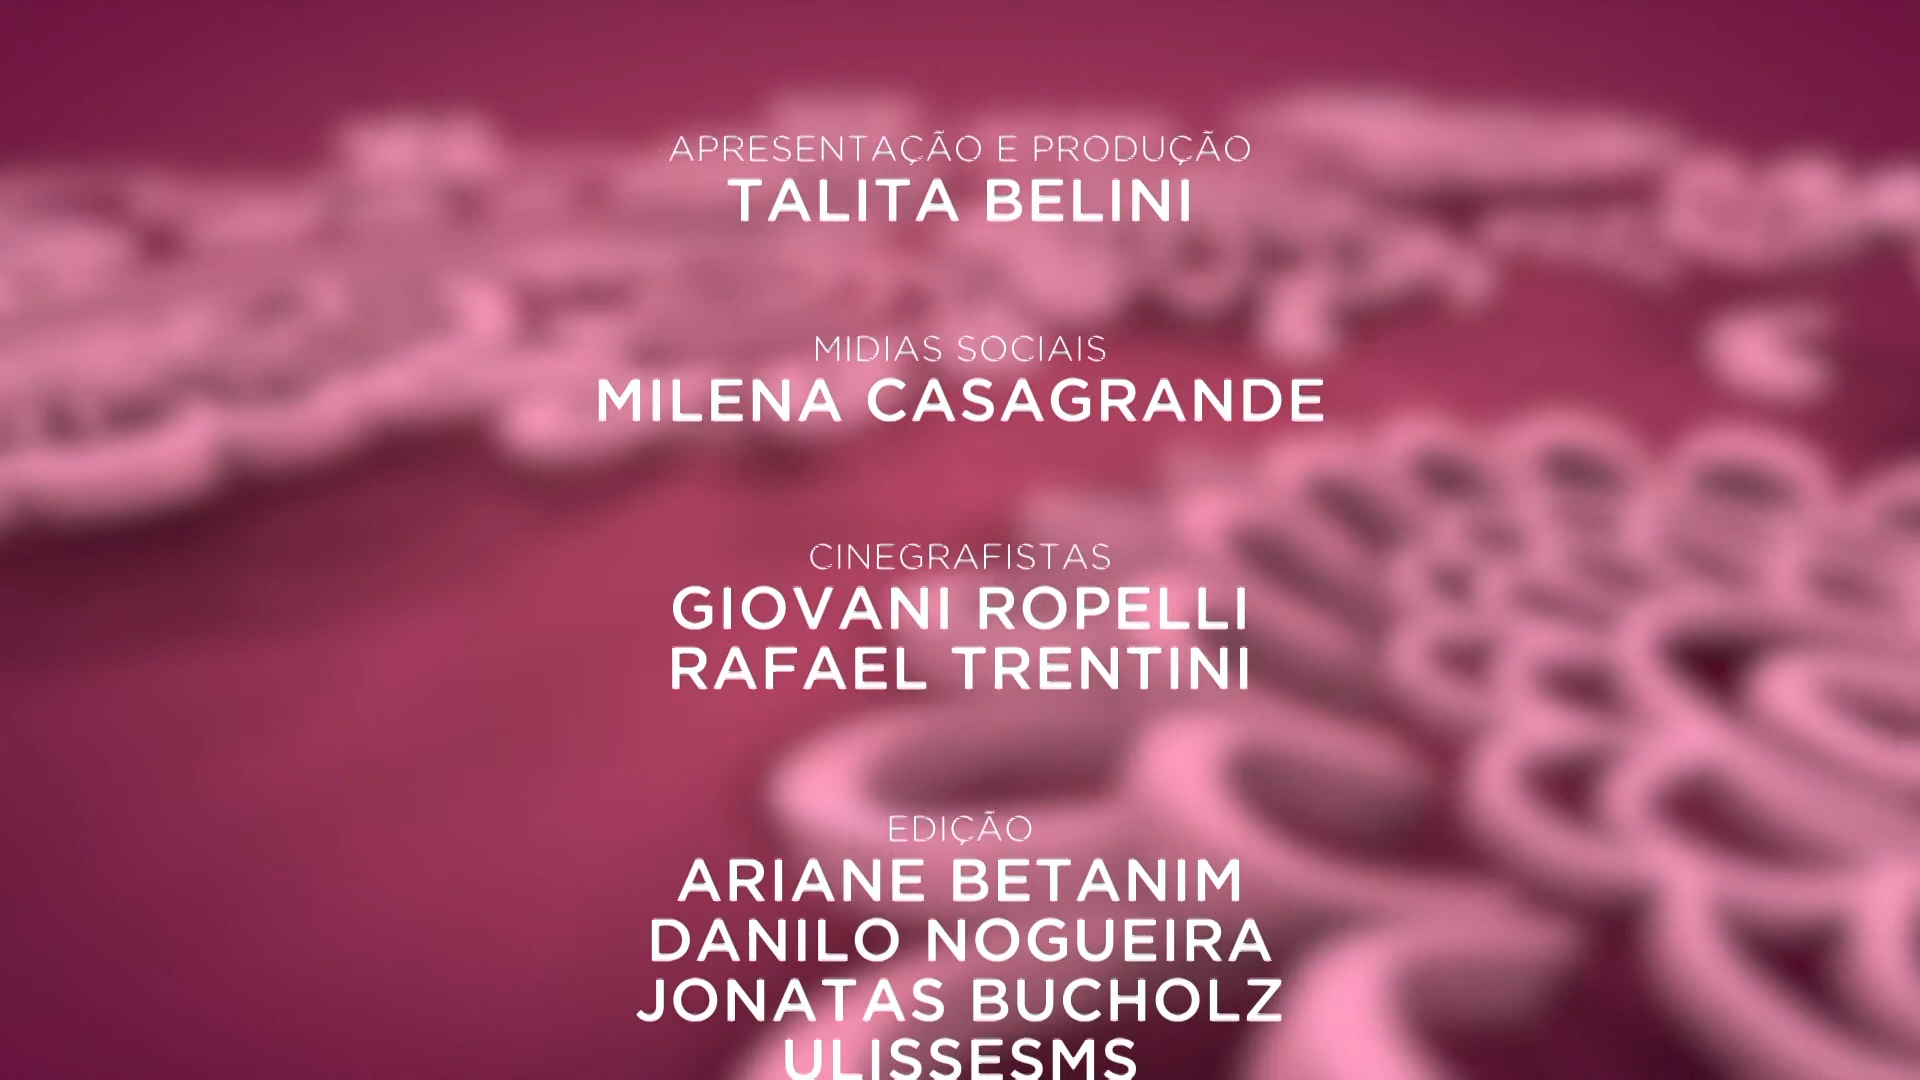 APRESENTAÇÃO E PRODUÇÃO
TALITA BELINI
MIDIAS SOCIAIS
MILENA CASAGRANDE
CINEGRAFISTAS
GIOVANI ROPELLI
RAFAEL TRENTINI
EDIÇÃO
ARIANE BETANIM
DANILO NOGUEIRA
JONATAS BUCHOLZ
ULISSESMS